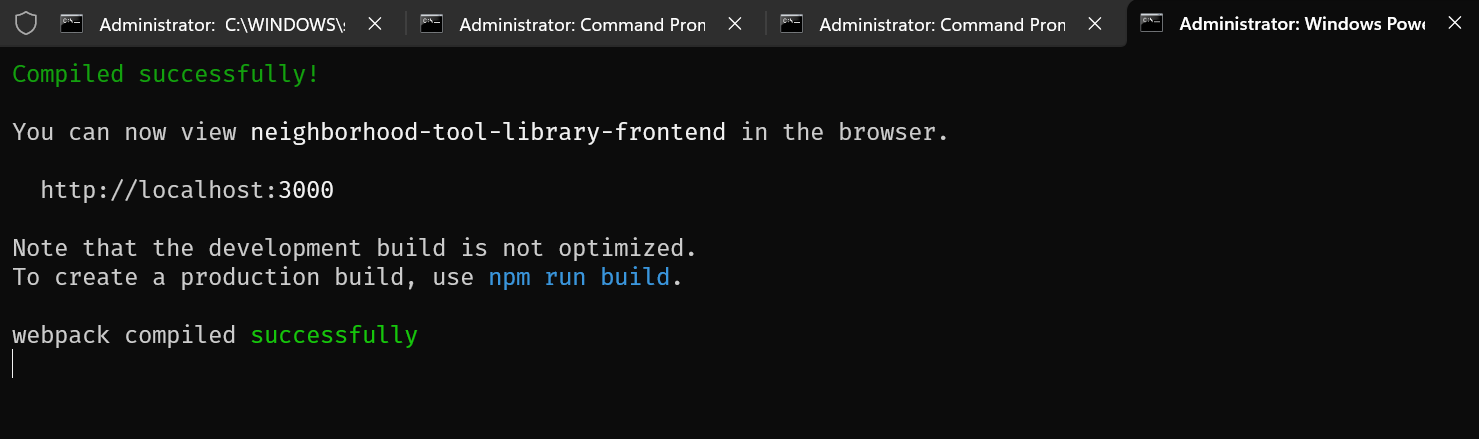 Administrator: C:\WINDOWS\s
Administrator: Command Pron
Administrator: Command Pron
Administrator: Windows Powe
Compiled successfully!
You can now view neighborhood-tool-library-frontend in the browser.
http://localhost:3000
Note that the development build is not optimized.
To create a production build, use npm run build.
webpack compiled successfully